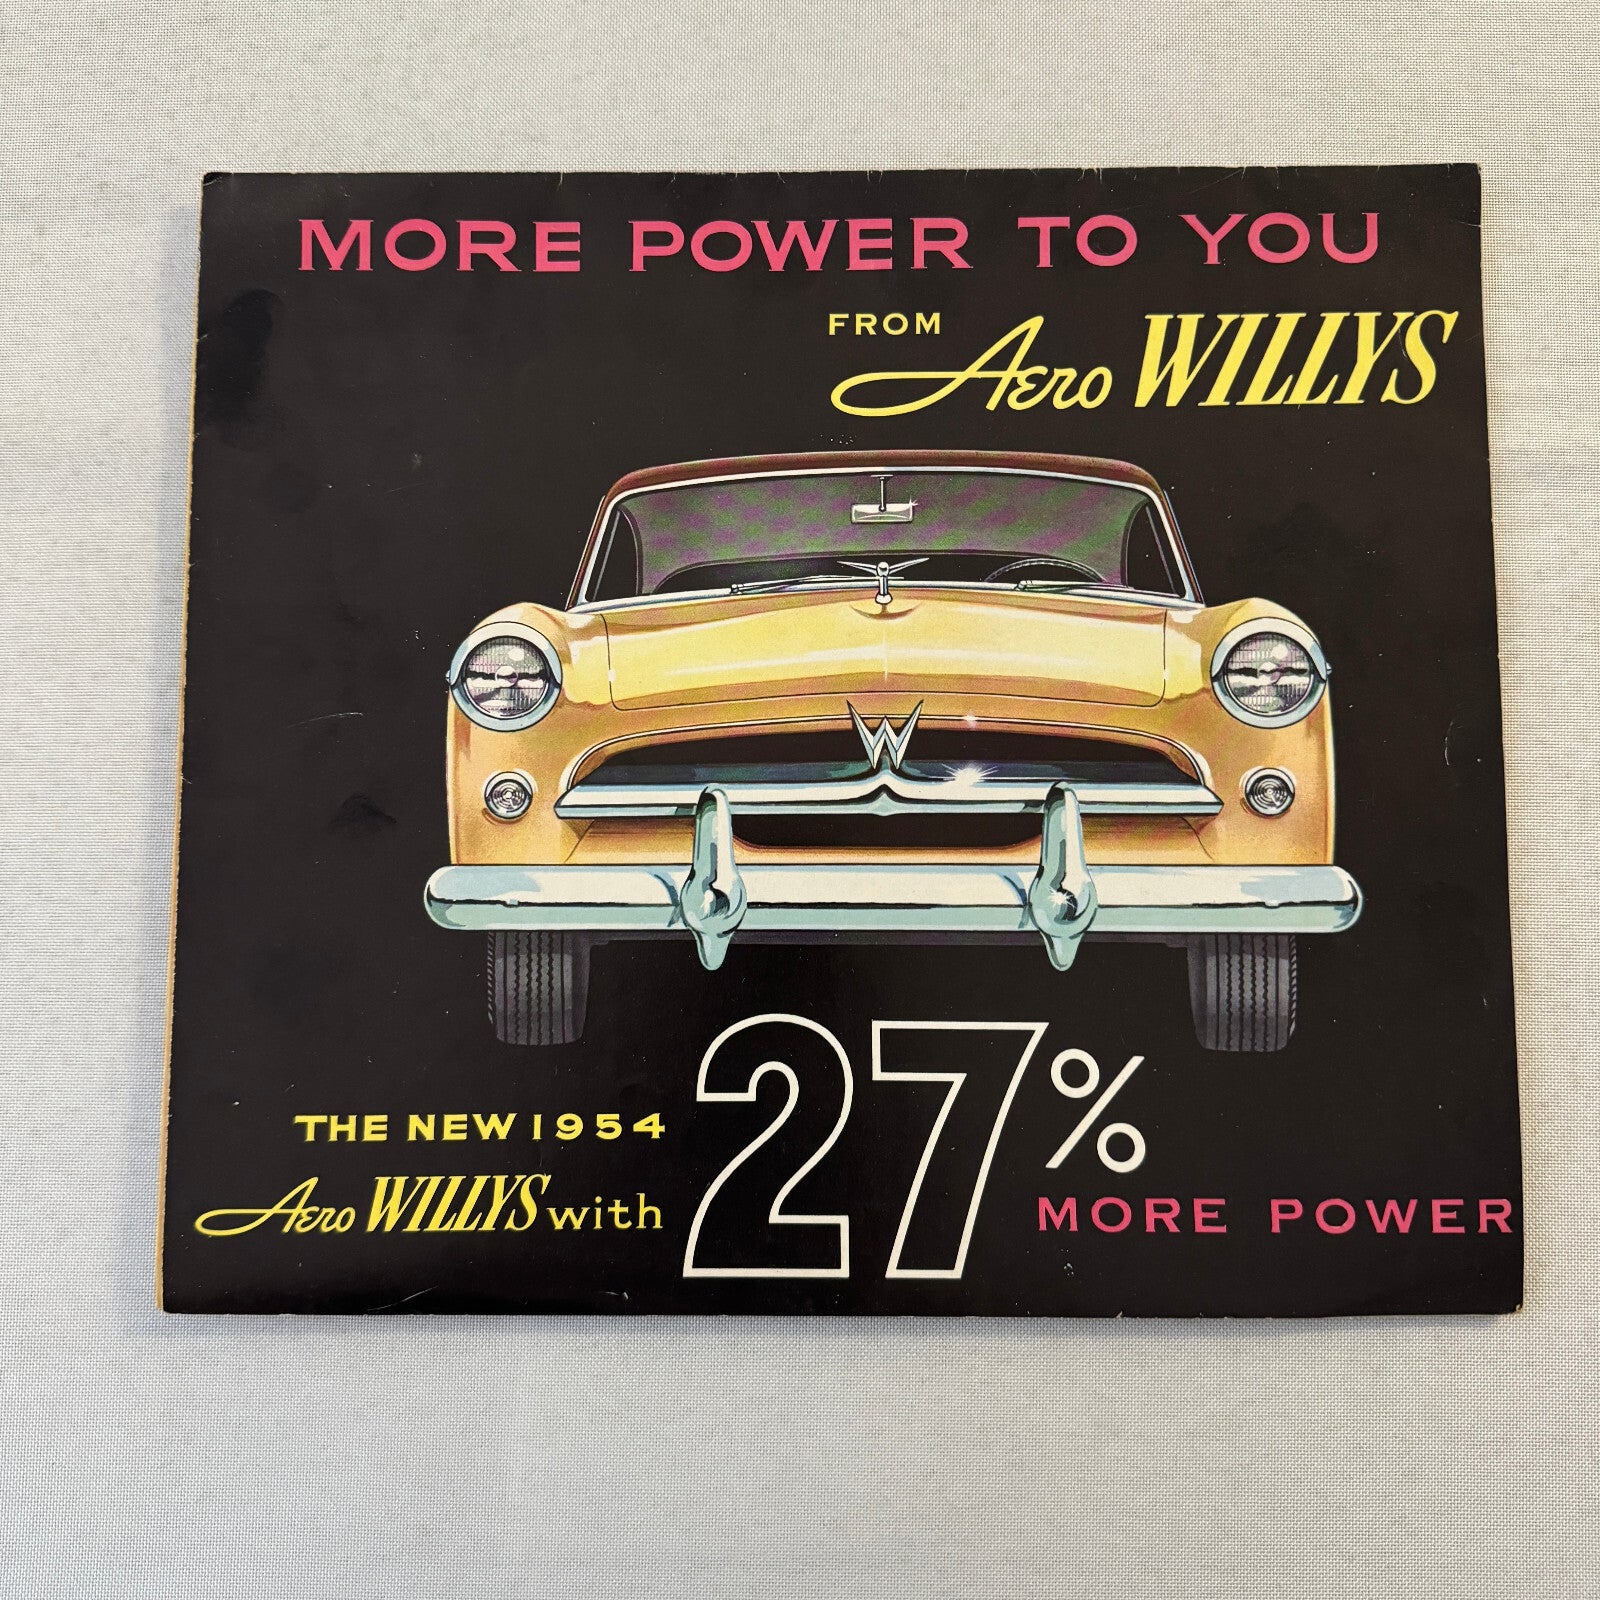 MORE POWER TO YOU
FROM Aero WILLYS
W
THE NEW 1954
Aero WILLYS with 27% MORE POWER